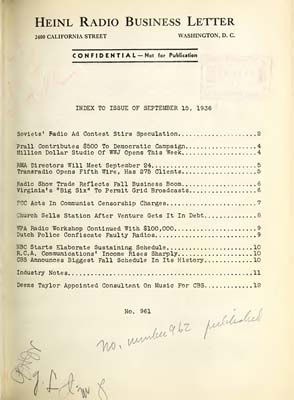 HEINL RADIO BUSINESS LETTER
2400 CALIFORNIA STREET WASHINGTON, D. C.
CONFIDENTIAL—Not for Publication
INDEX TO ISSUE OF SEPTEMBER 15, 1936
Soviets' Radio Ad Contest Stirs Speculation....................2
Prall Contributes $500 To Democratic Campaign..................4
Million Dollar Studio Of WWJ Opens This Week...................4
RMA Directors Will Meet September 24...........................5
Transradio Opens Fifth Wire, Has 275 Clients...................5
Radio Show Trade Reflects Fall Business Boom...................6
Virginia's "Big Six" To Permit Grid Broadcasts.................6
FCC Acts In Communist Censorship Charges.......................7
Church Sells Station After Venture Gets It In Debt.............8
WPA Radio Workshop Continued With $100,000.....................9
Dutch Police Confiscate Faulty Radios..........................9
NBC Starts Elaborate Sustaining Schedule......................10
R.C.A. Communications' Income Rises Sharply...................10
CBS Announces Biggest Fall Schedule In Its History............10
Industry Notes................................................11
Deems Taylor Appointed Consultant On Music For CBS............12
No. 961
no. number 962 published